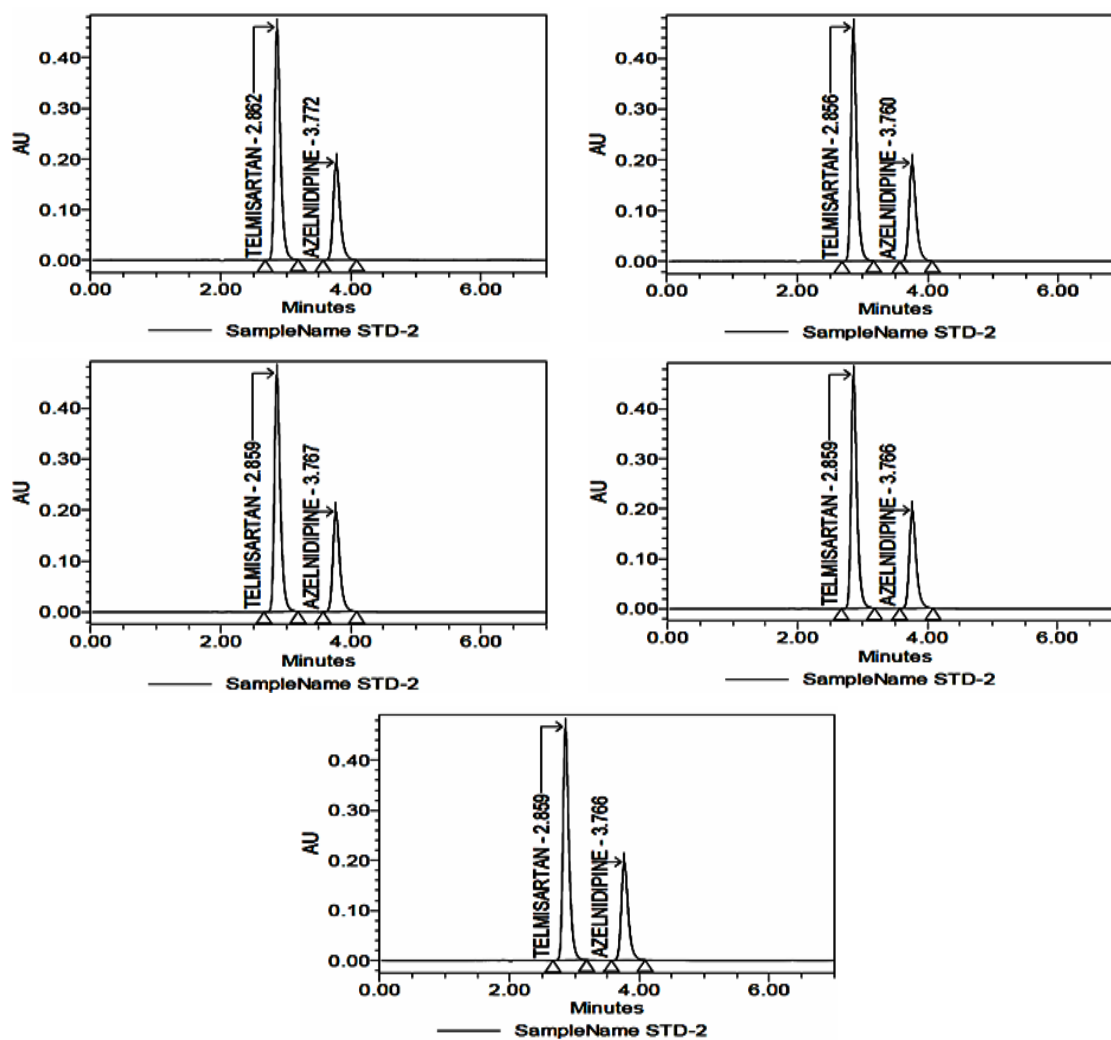 AU
0.40
0.30
0.20
0.10
0.00
TELMISARTAN - 2.862
AZELNIDIPINE - 3.772
0.00 2.00 4.00 6.00
Minutes
SampleName STD-2
AU
0.40
0.30
0.20
0.10
0.00
TELMISARTAN - 2.856
AZELNIDIPINE - 3.760
0.00 2.00 4.00 6.00
Minutes
SampleName STD-2
AU
0.40
0.30
0.20
0.10
0.00
TELMISARTAN - 2.859
AZELNIDIPINE - 3.767
0.00 2.00 4.00 6.00
Minutes
SampleName STD-2
AU
0.40
0.30
0.20
0.10
0.00
TELMISARTAN - 2.859
AZELNIDIPINE - 3.766
0.00 2.00 4.00 6.00
Minutes
SampleName STD-2
AU
0.40
0.30
0.20
0.10
0.00
TELMISARTAN - 2.859
AZELNIDIPINE - 3.766
0.00 2.00 4.00 6.00
Minutes
SampleName STD-2